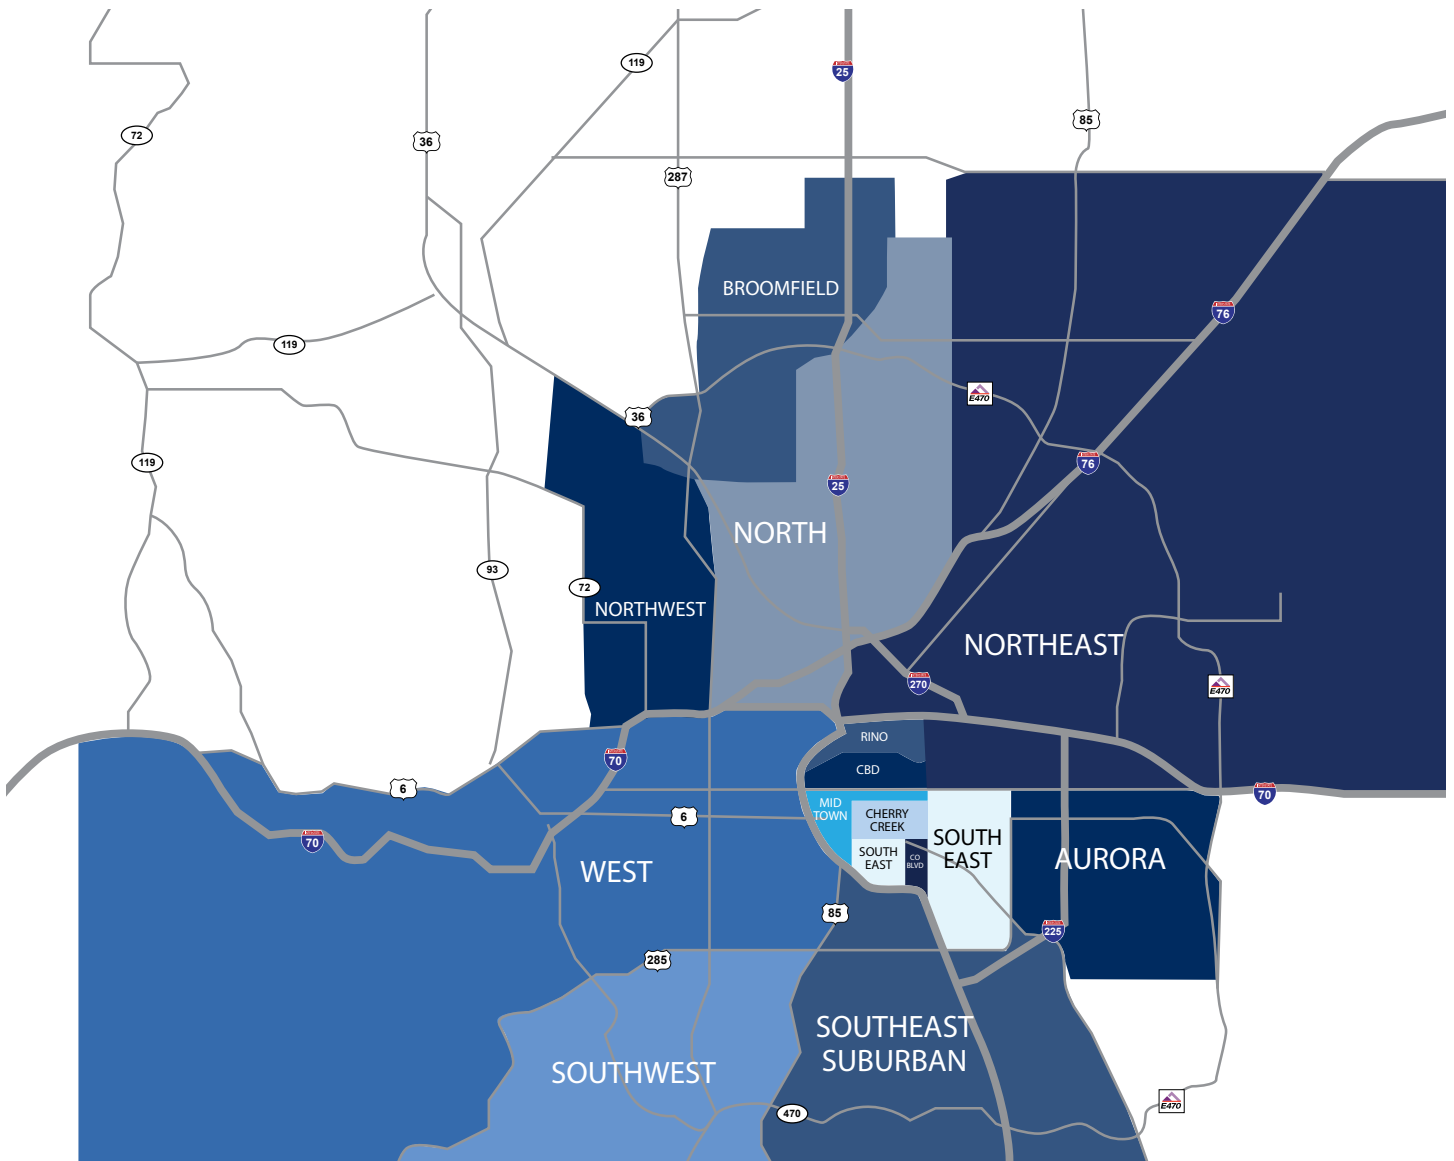 119
25
85
72
36
287
BROOMFIELD
76
119
E470
36
119
76
25
NORTH
93
72
NORTHWEST
NORTHEAST
270
E470
RINO
70
CBD
6
70
MID
TOWN
CHERRY
CREEK
6
70
SOUTH
EAST
SOUTH
EAST
CO
BLVD
AURORA
WEST
85
225
285
SOUTHEAST
SUBURBAN
SOUTHWEST
E470
470